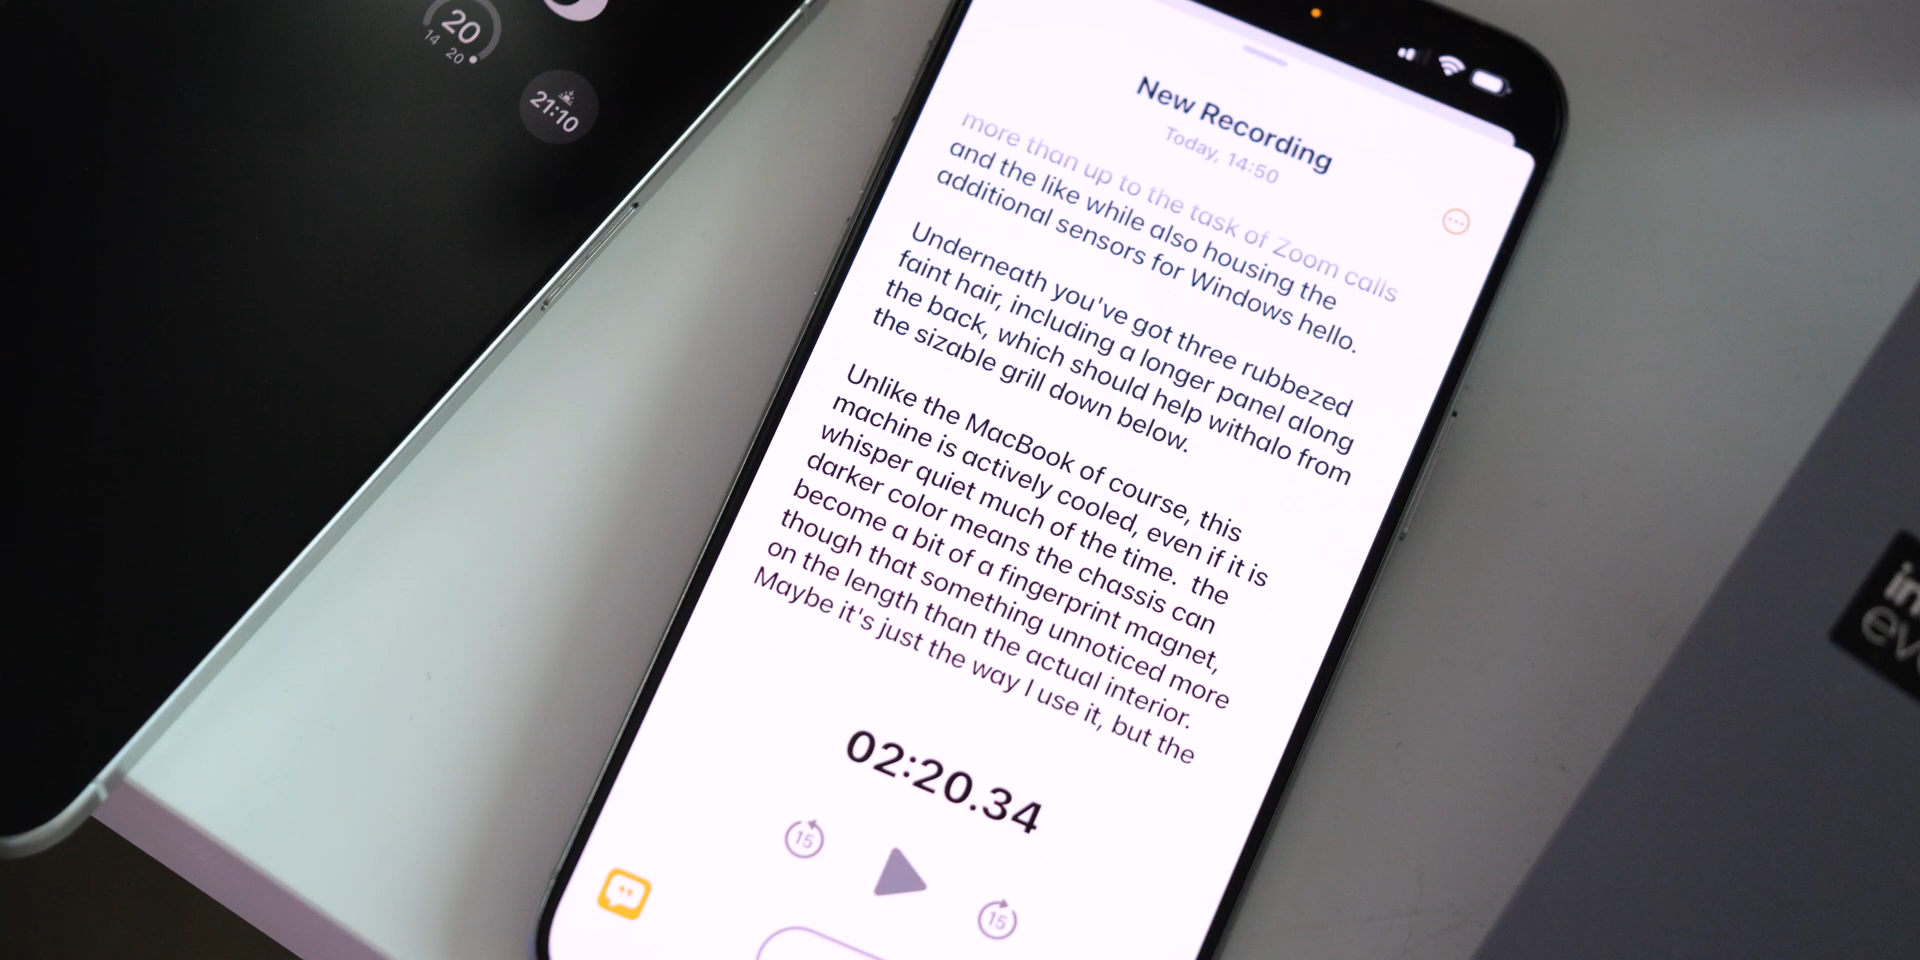 20
14 20
21:10
New Recording
Today, 14:50
more than up to the task of Zoom calls
and the like while also housing the
additional sensors for Windows hello.
Underneath you've got three rubbezed
faint hair, including a longer panel along
the back, which should help withalo from
the sizable grill down below.
Unlike the MacBook of course, this
machine is actively cooled, even if it is
whisper quiet much of the time. the
darker color means the chassis can
become a bit of a fingerprint magnet,
though that something unnoticed more
on the length than the actual interior.
Maybe it's just the way I use it, but the
02:20.34
15
15